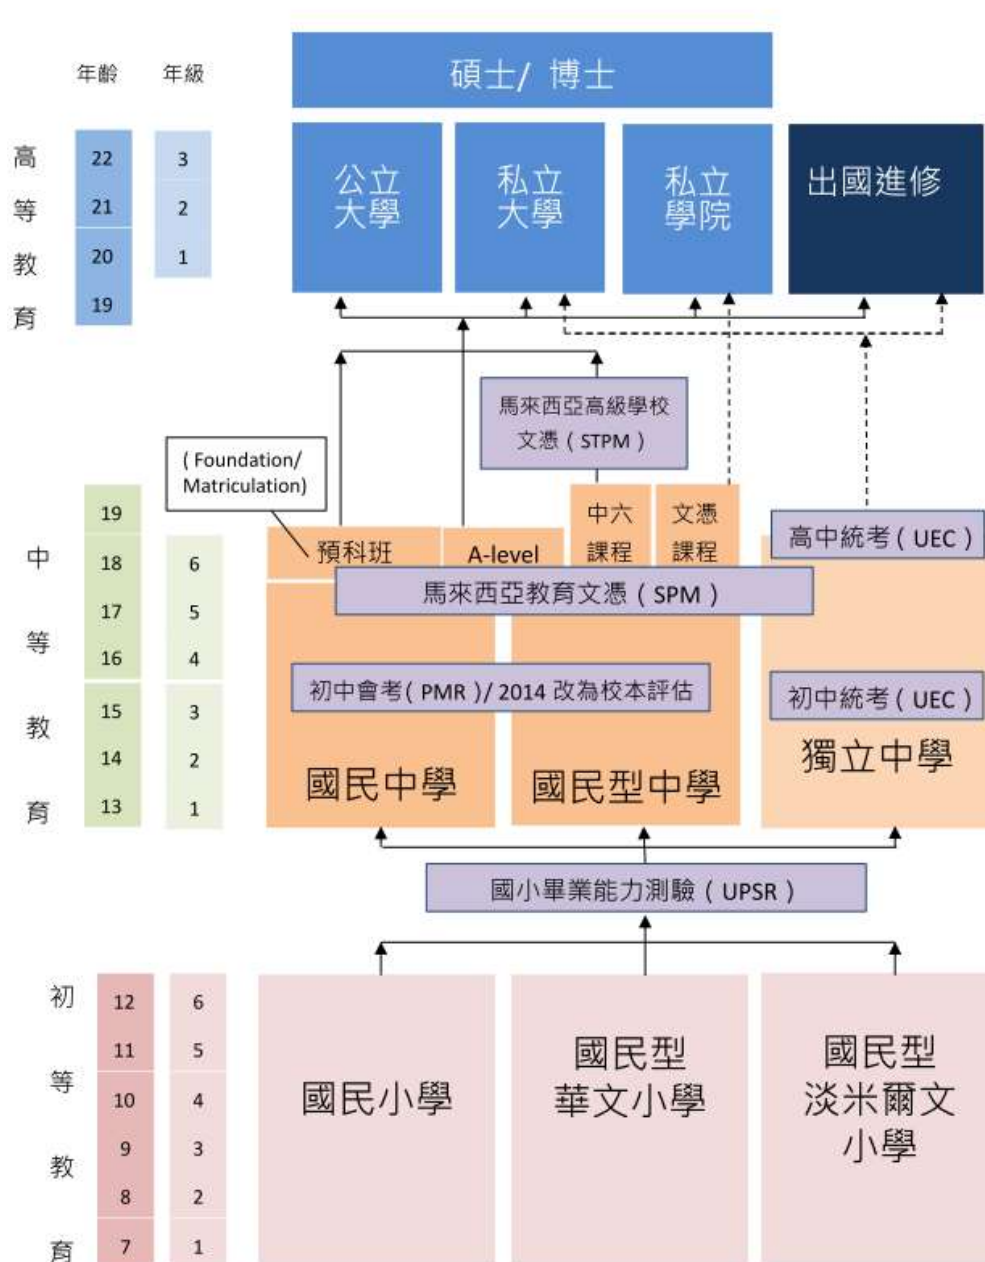 年齡
年級
碩士/ 博士
高
等
教
育
22
21
20
19
3
2
1
公立
大學
私立
大學
私立
學院
出國進修
馬來西亞高級學校
文憑 ( STPM )
( Foundation/
Matriculation)
中
等
教
育
19
18
17
16
15
14
13
6
5
4
3
2
1
預科班
A-level
中六
課程
文憑
課程
高中統考 ( UEC )
馬來西亞教育文憑 ( SPM )
初中會考( PMR )/ 2014 改為校本評估
初中統考 ( UEC )
國民中學
國民型中學
獨立中學
國小畢業能力測驗 ( UPSR )
初
等
教
育
12
11
10
9
8
7
6
5
4
3
2
1
國民小學
國民型
華文小學
國民型
淡米爾文
小學